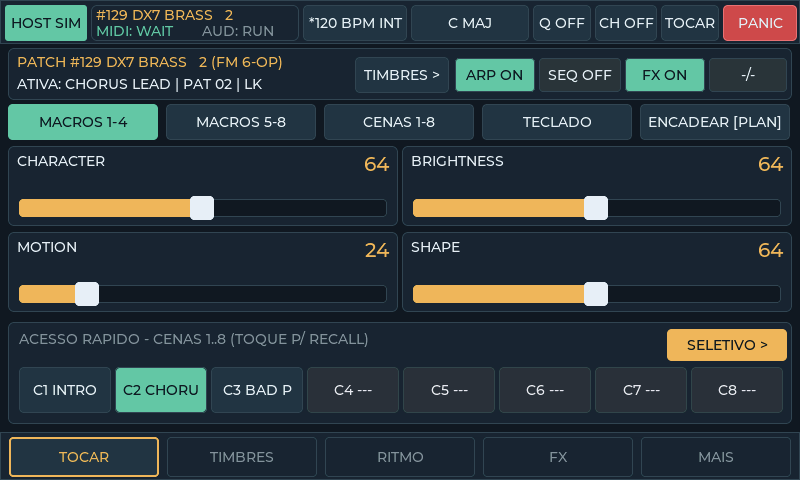 HOST SIM
#129 DX7 BRASS 2
MIDI: WAIT AUD: RUN
*120 BPM INT
C MAJ
Q OFF
CH OFF
TOCAR
PANIC
PATCH #129 DX7 BRASS 2 (FM 6-OP)
ATIVA: CHORUS LEAD | PAT 02 | LK
TIMBRES >
ARP ON
SEQ OFF
FX ON
-/-
MACROS 1-4
MACROS 5-8
CENAS 1-8
TECLADO
ENCADEAR [PLAN]
CHARACTER 64
BRIGHTNESS 64
MOTION 24
SHAPE 64
ACESSO RAPIDO - CENAS 1..8 (TOQUE P/ RECALL)
SELETIVO >
C1 INTRO
C2 CHORU
C3 BAD P
C4 ---
C5 ---
C6 ---
C7 ---
C8 ---
TOCAR
TIMBRES
RITMO
FX
MAIS